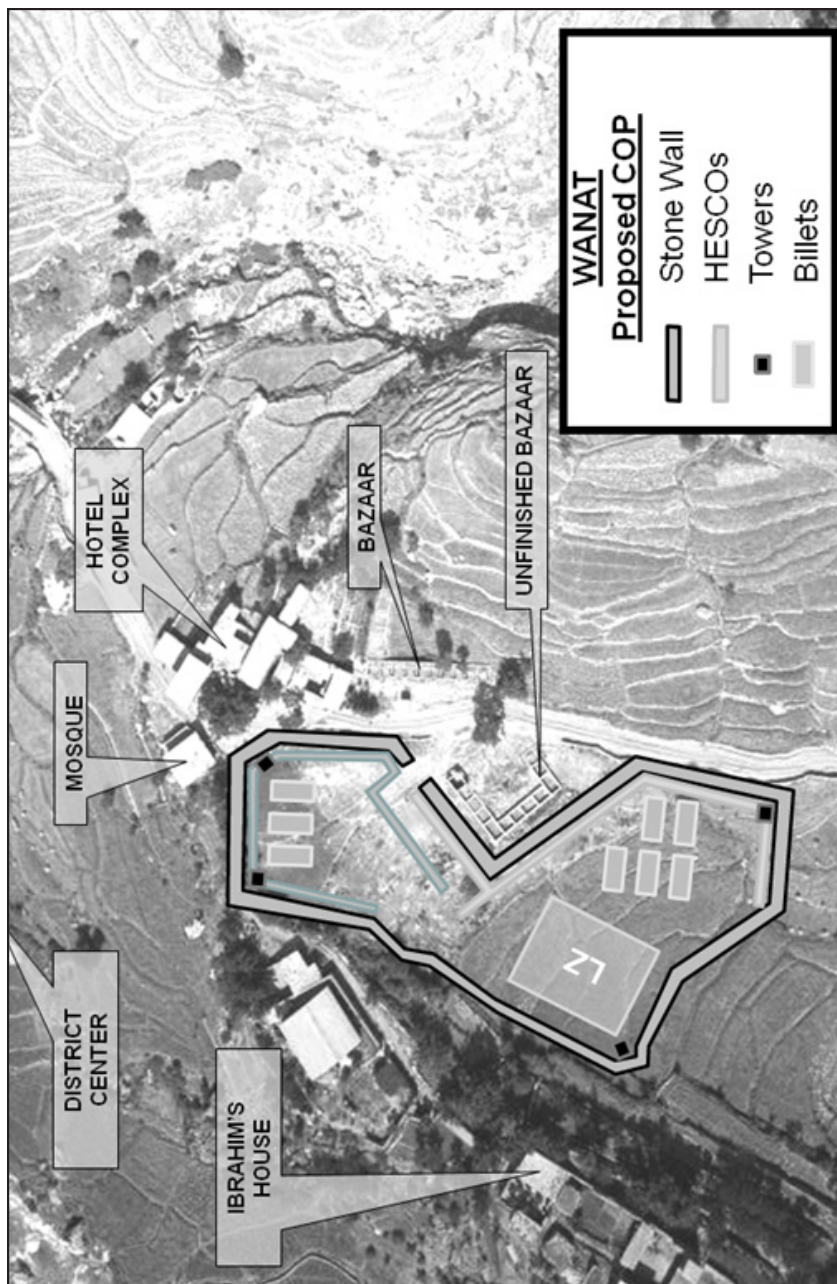 DISTRICT
CENTER
MOSQUE
HOTEL
COMPLEX
BAZAAR
UNFINISHED BAZAAR
IBRAHIM'S
HOUSE
LZ
WANAT
Proposed COP
Stone Wall
HESCOs
Towers
Billets